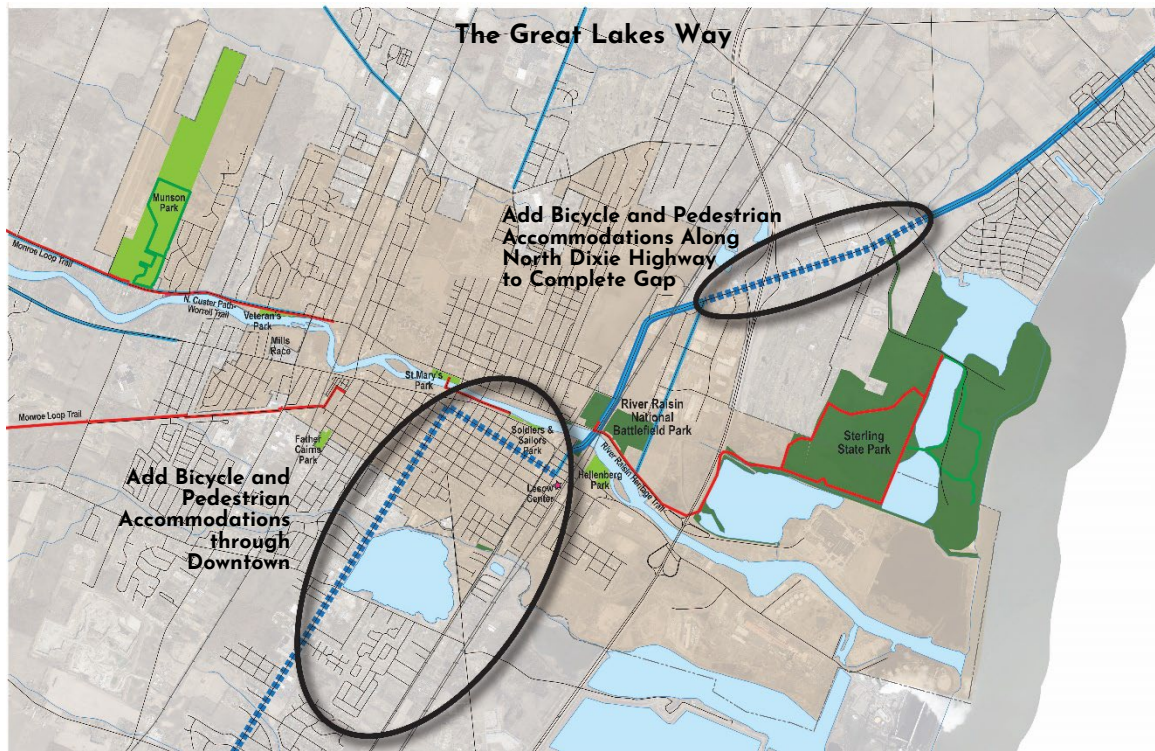 The Great Lakes Way
Munson
Park
Monroe Loop Trail
N. Custer Path-
Worrell Trail
Veteran's
Park
Mills
Race
Add Bicycle and Pedestrian
Accommodations Along
North Dixie Highway
to Complete Gap
St.Mary's
Park
Monroe Loop Trail
Father
Cairns
Park
Soldiers &
Sailors
Park
River Raisin
National
Battlefield Park
Sterling
State Park
Lesow
Center
Hellenberg
Park
River Raisin Heritage Trail
Add Bicycle and
Pedestrian
Accommodations
through
Downtown